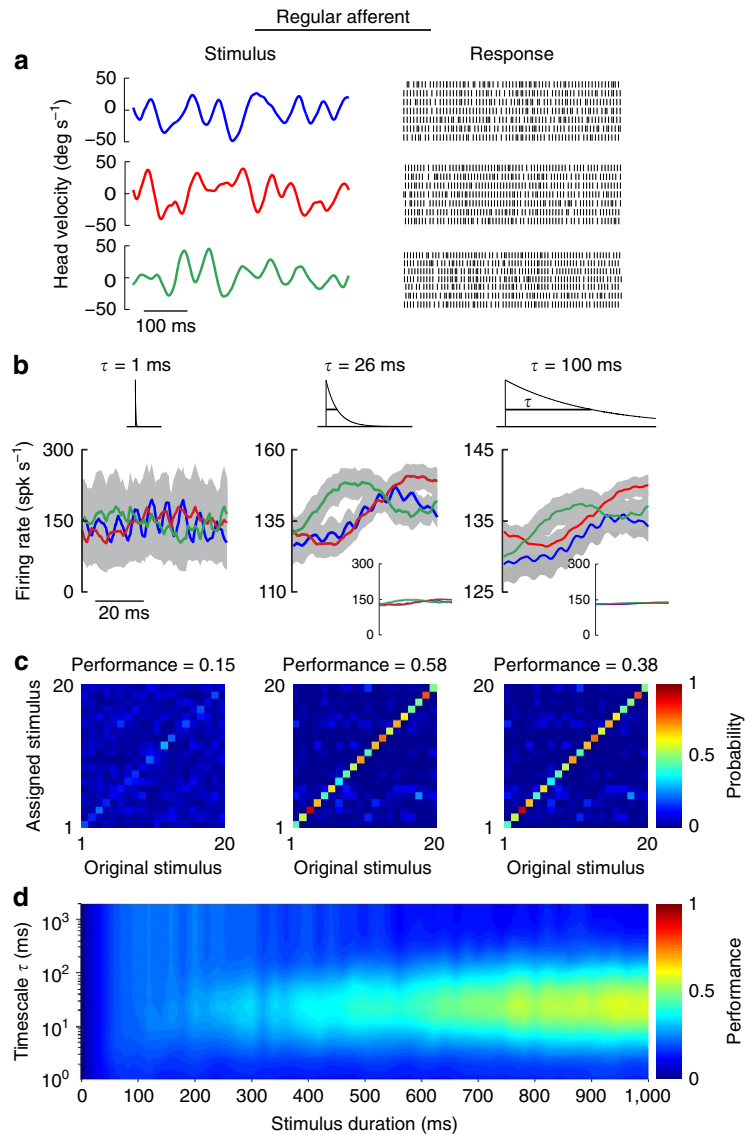 Regular afferent
Stimulus
Response
a
Head velocity (deg s⁻¹)
50
0
−50
50
0
−50
50
0
−50
100 ms
b
τ = 1 ms
τ = 26 ms
τ = 100 ms
τ
Firing rate (spk s⁻¹)
300
150
0
20 ms
160
135
110
300
150
0
145
135
125
300
150
0
c
Performance = 0.15
Performance = 0.58
Performance = 0.38
Assigned stimulus
20
1
1
20
Original stimulus
20
1
1
20
Original stimulus
20
1
1
20
Original stimulus
1
0.5
0
Probability
d
Timescale τ (ms)
10³
10²
10¹
10⁰
0 100 200 300 400 500 600 700 800 900 1,000
Stimulus duration (ms)
1
0.5
0
Performance